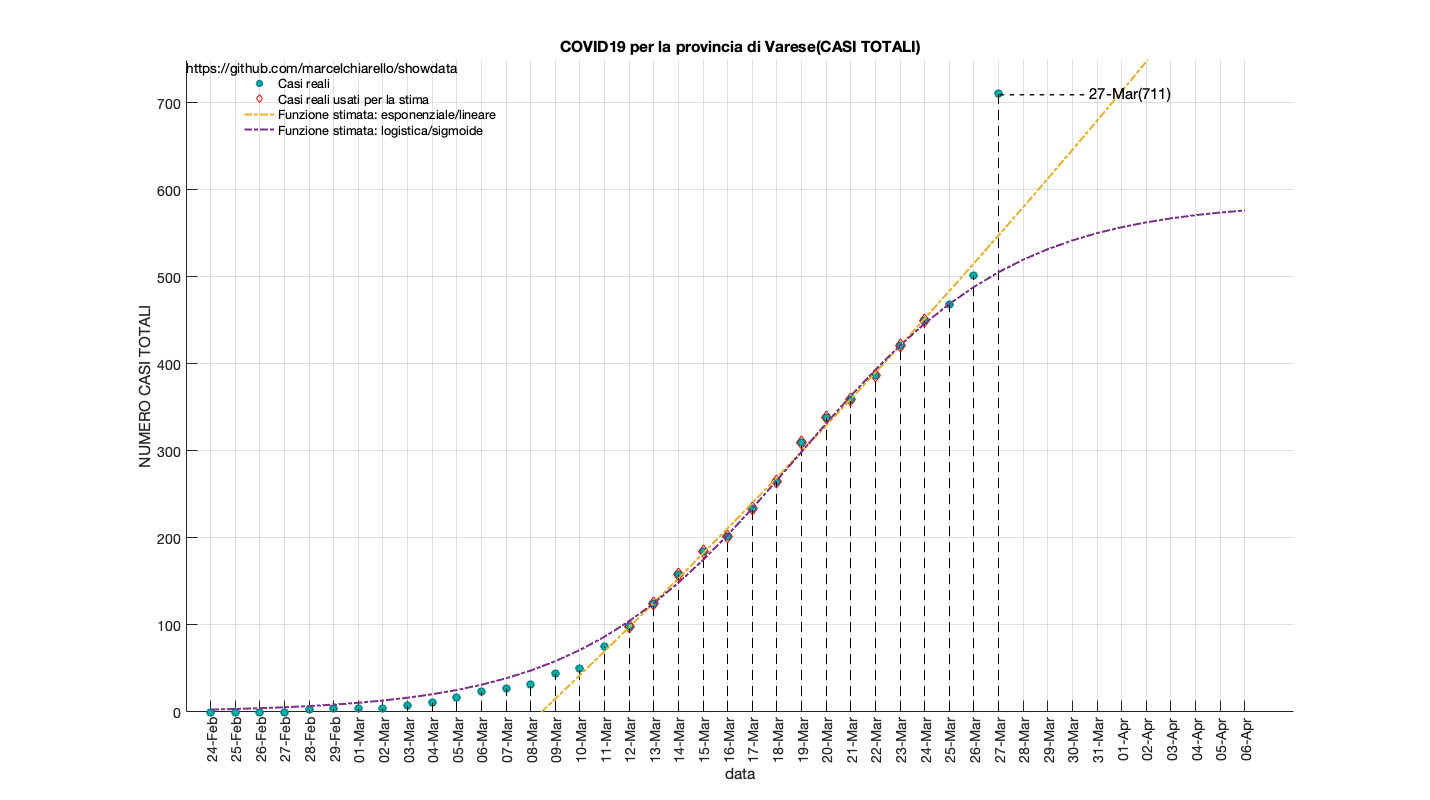 COVID19 per la provincia di Varese(CASI TOTALI)
https://github.com/marcelchiarello/showdata
Casi reali
Casi reali usati per la stima
Funzione stimata: esponenziale/lineare
Funzione stimata: logistica/sigmoide
27-Mar(711)
NUMERO CASI TOTALI
700
600
500
400
300
200
100
0
24-Feb
25-Feb
26-Feb
27-Feb
28-Feb
29-Feb
01-Mar
02-Mar
03-Mar
04-Mar
05-Mar
06-Mar
07-Mar
08-Mar
09-Mar
10-Mar
11-Mar
12-Mar
13-Mar
14-Mar
15-Mar
16-Mar
17-Mar
18-Mar
19-Mar
20-Mar
21-Mar
22-Mar
23-Mar
24-Mar
25-Mar
26-Mar
27-Mar
28-Mar
29-Mar
30-Mar
31-Mar
01-Apr
02-Apr
03-Apr
04-Apr
05-Apr
06-Apr
data